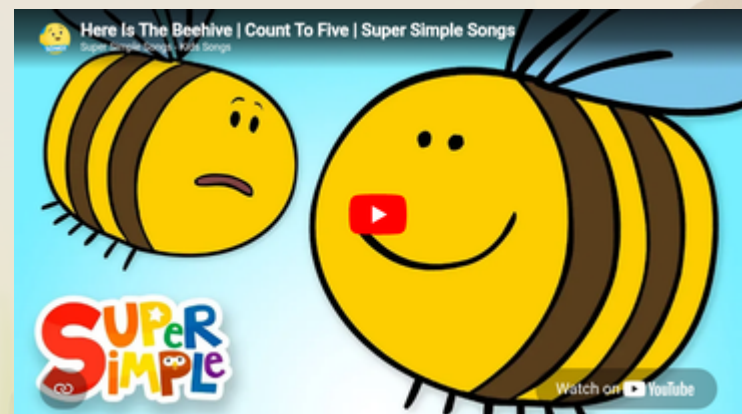 Here Is The Beehive | Count To Five | Super Simple Songs
Super Simple Songs - Kids Songs
SUPER
SiMPLE
Watch on YouTube